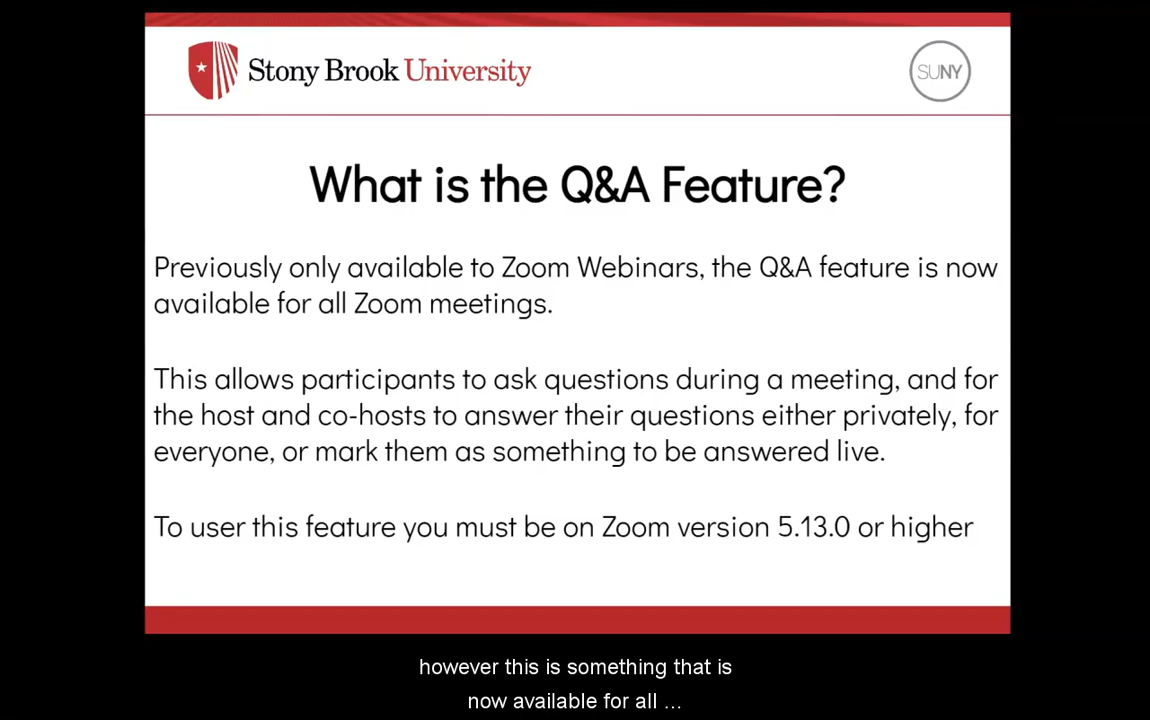 Stony Brook University
SUNY
What is the Q&A Feature?
Previously only available to Zoom Webinars, the Q&A feature is now
available for all Zoom meetings.
This allows participants to ask questions during a meeting, and for
the host and co-hosts to answer their questions either privately, for
everyone, or mark them as something to be answered live.
To user this feature you must be on Zoom version 5.13.0 or higher
however this is something that is
now available for all ...